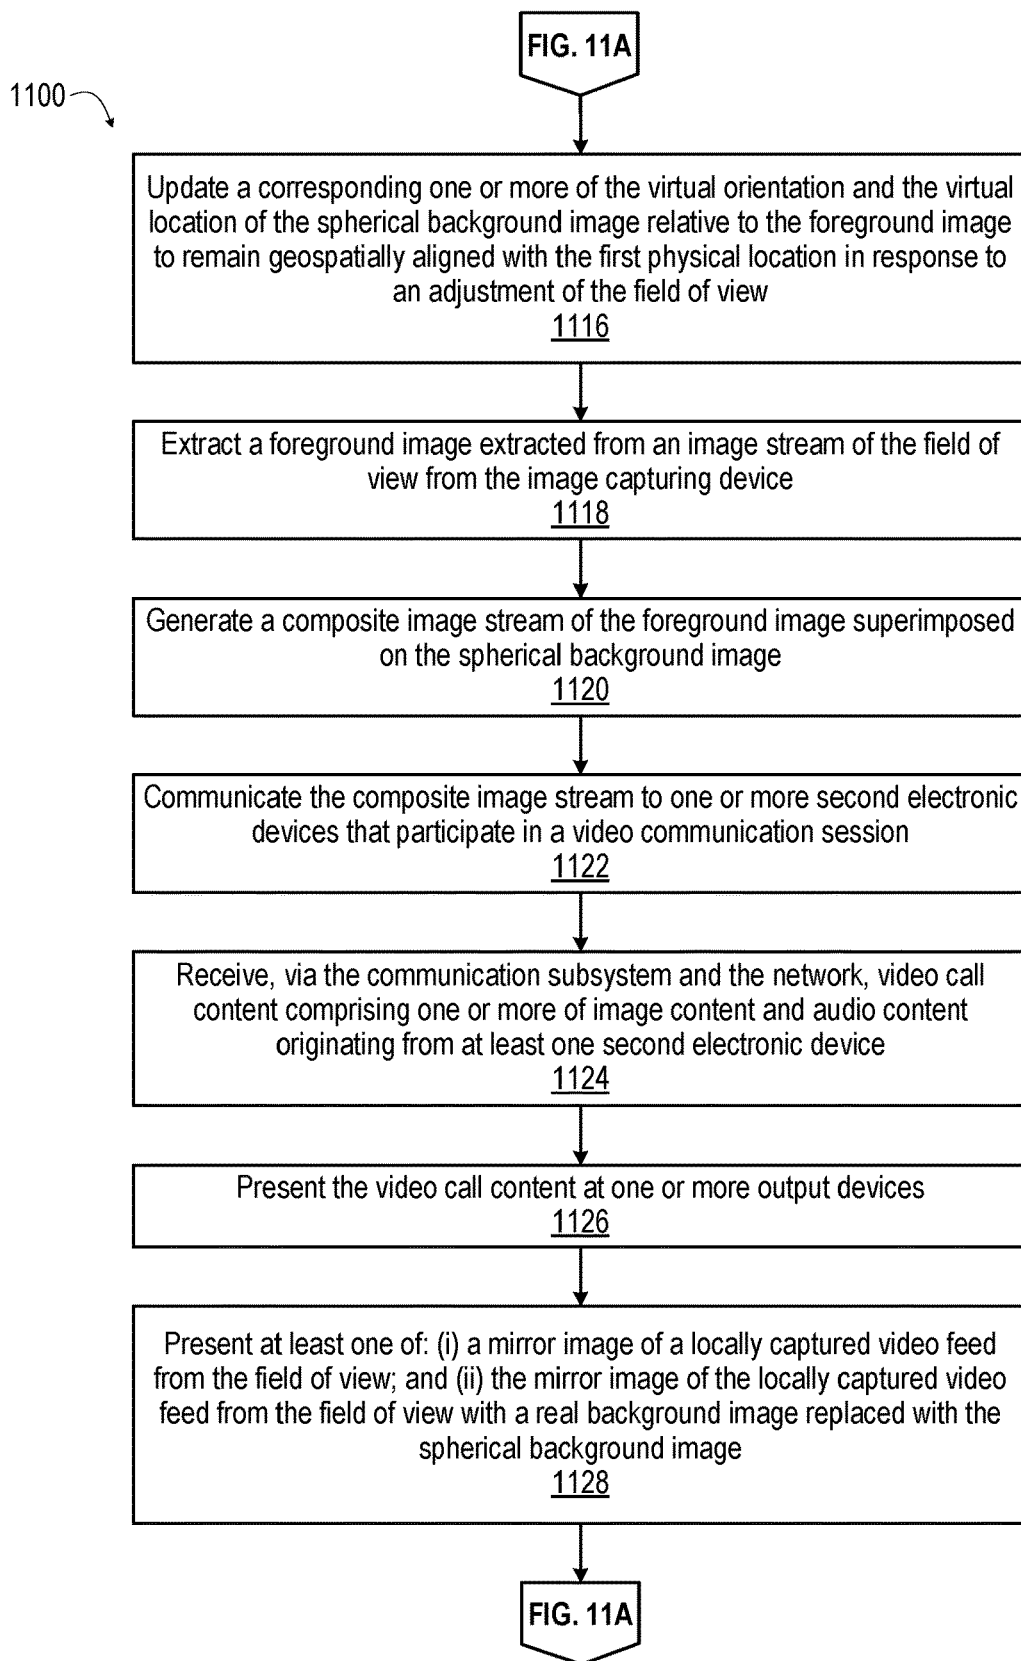 FIG. 11A
1100
Update a corresponding one or more of the virtual orientation and the virtual
location of the spherical background image relative to the foreground image
to remain geospatially aligned with the first physical location in response to
an adjustment of the field of view
1116
Extract a foreground image extracted from an image stream of the field of
view from the image capturing device
1118
Generate a composite image stream of the foreground image superimposed
on the spherical background image
1120
Communicate the composite image stream to one or more second electronic
devices that participate in a video communication session
1122
Receive, via the communication subsystem and the network, video call
content comprising one or more of image content and audio content
originating from at least one second electronic device
1124
Present the video call content at one or more output devices
1126
Present at least one of: (i) a mirror image of a locally captured video feed
from the field of view; and (ii) the mirror image of the locally captured video
feed from the field of view with a real background image replaced with the
spherical background image
1128
FIG. 11A